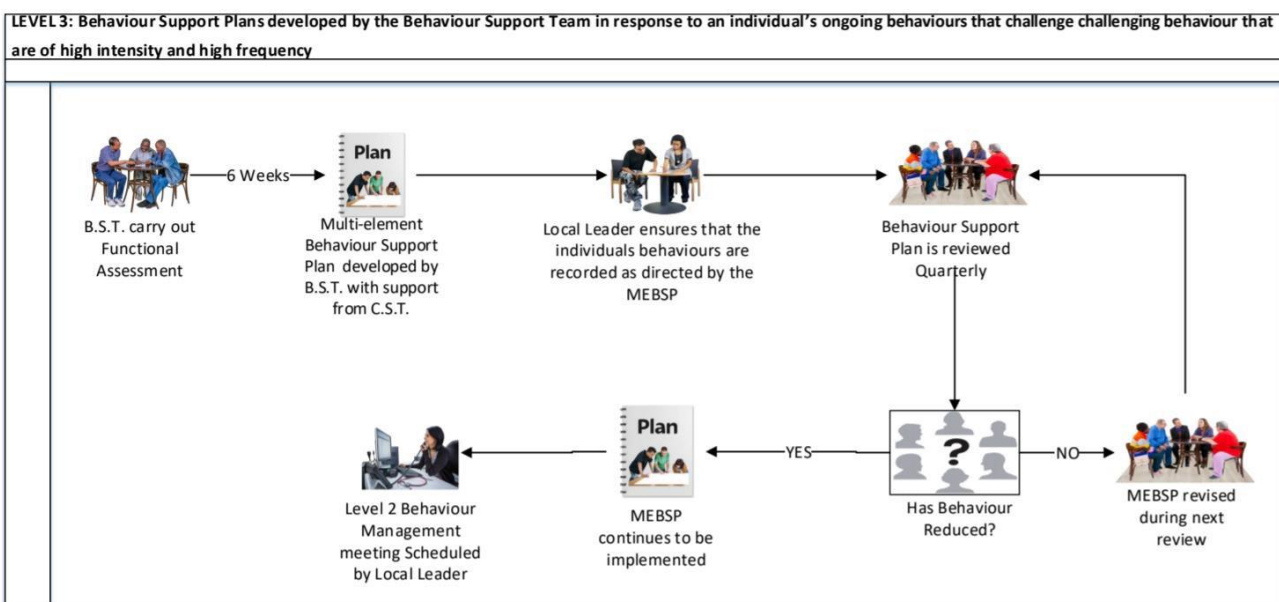 LEVEL 3: Behaviour Support Plans developed by the Behaviour Support Team in response to an individual's ongoing behaviours that challenge challenging behaviour that
are of high intensity and high frequency
B.S.T. carry out
Functional
Assessment
6 Weeks
Plan
Multi-element
Behaviour Support
Plan developed by
B.S.T. with support
from C.S.T.
Local Leader ensures that the
individuals behaviours are
recorded as directed by the
MEBSP
Behaviour Support
Plan is reviewed
Quarterly
?
Has Behaviour
Reduced?
YES
Plan
MEBSP
continues to be
implemented
Level 2 Behaviour
Management
meeting Scheduled
by Local Leader
NO
MEBSP revised
during next
review